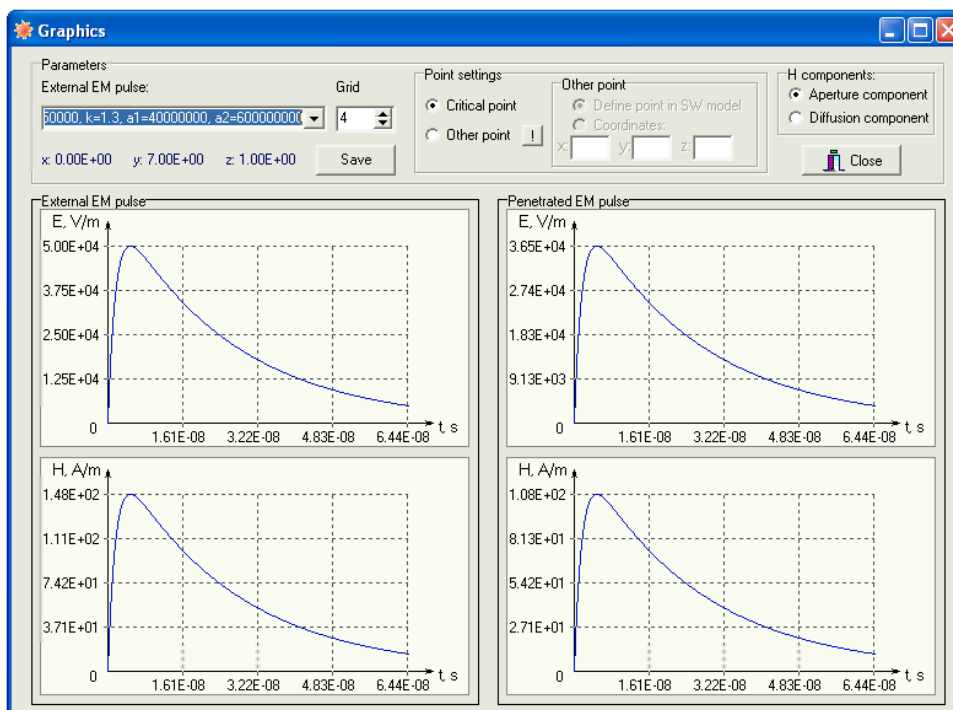 Graphics
Parameters
External EM pulse:
Grid
60000, k=1.3, a1=40000000, a2=600000000
4
x: 0.00E+00 y: 7.00E+00 z: 1.00E+00
Save
Point settings
Critical point
Other point
!
Other point
Define point in SW model
Coordinates:
x: y: z:
H components:
Aperture component
Diffusion component
Close
External EM pulse
E, V/m
5.00E+04
3.75E+04
2.50E+04
1.25E+04
0
1.61E-08 3.22E-08 4.83E-08 6.44E-08
t, s
H, A/m
1.48E+02
1.11E+02
7.42E+01
3.71E+01
0
1.61E-08 3.22E-08 4.83E-08 6.44E-08
t, s
Penetrated EM pulse
E, V/m
3.65E+04
2.74E+04
1.83E+04
9.13E+03
0
1.61E-08 3.22E-08 4.83E-08 6.44E-08
t, s
H, A/m
1.08E+02
8.13E+01
5.42E+01
2.71E+01
0
1.61E-08 3.22E-08 4.83E-08 6.44E-08
t, s